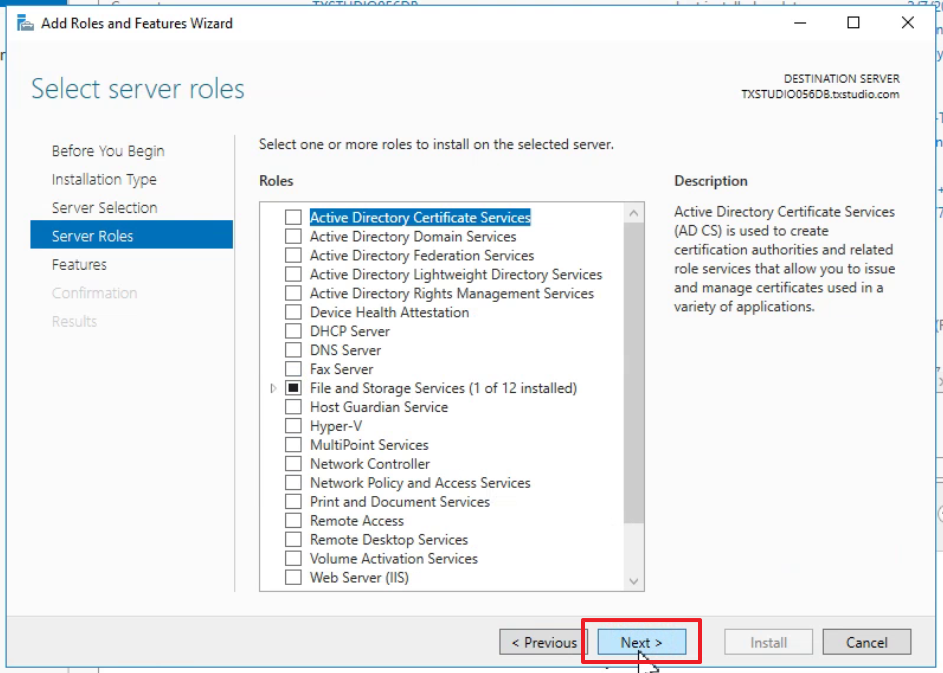 TXSTUDIO056DB
Add Roles and Features Wizard
Select server roles
DESTINATION SERVER
TXSTUDIO056DB.txstudio.com
Before You Begin
Installation Type
Server Selection
Server Roles
Features
Confirmation
Results
Select one or more roles to install on the selected server.
Roles
Active Directory Certificate Services
Active Directory Domain Services
Active Directory Federation Services
Active Directory Lightweight Directory Services
Active Directory Rights Management Services
Device Health Attestation
DHCP Server
DNS Server
Fax Server
File and Storage Services (1 of 12 installed)
Host Guardian Service
Hyper-V
MultiPoint Services
Network Controller
Network Policy and Access Services
Print and Document Services
Remote Access
Remote Desktop Services
Volume Activation Services
Web Server (IIS)
Description
Active Directory Certificate Services
(AD CS) is used to create
certification authorities and related
role services that allow you to issue
and manage certificates used in a
variety of applications.
< Previous
Next >
Install
Cancel